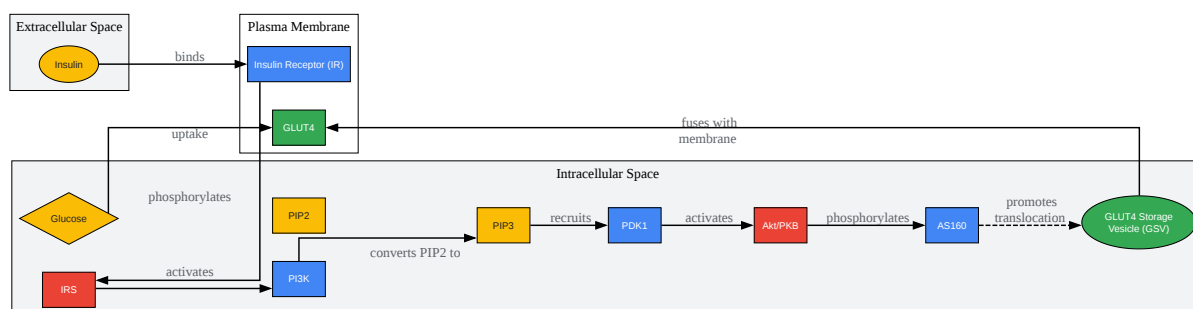 Extracellular Space
Plasma Membrane
Insulin
binds
Insulin Receptor (IR)
uptake
GLUT4
fuses with
membrane
Intracellular Space
phosphorylates
Glucose
PIP2
PIP3
recruits
PDK1
activates
Akt/PKB
phosphorylates
AS160
promotes
translocation
GLUT4 Storage
Vesicle (GSV)
converts PIP2 to
activates
IRS
PI3K